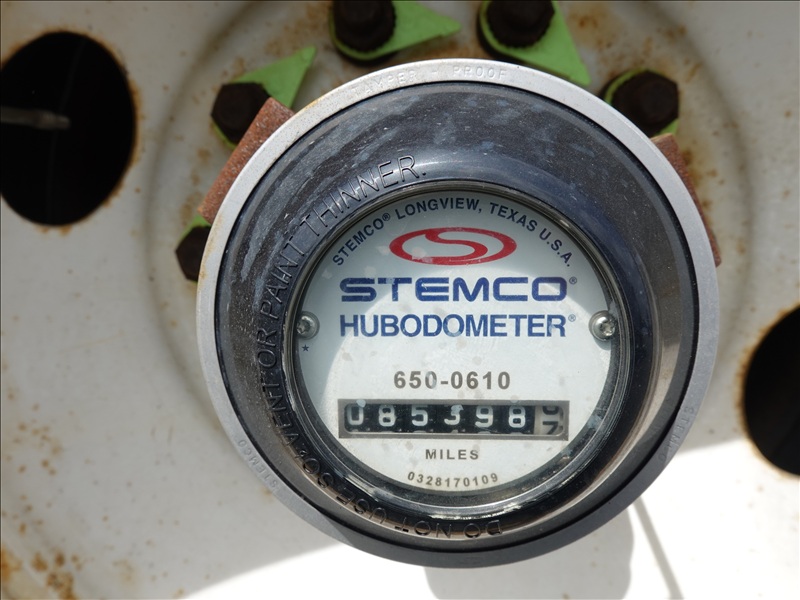 TAMPER - PROOF
DO NOT USE SOLVENT OR PAINT THINNER.
STEMCO® LONGVIEW, TEXAS U.S.A.
STEMCO®
HUBODOMETER®
*
650-0610
085398
MILES
0328170109
STEMCO